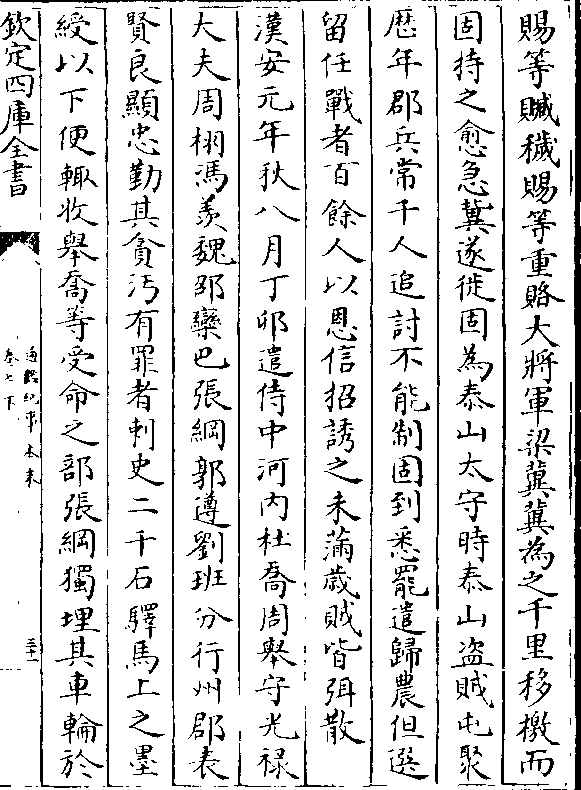 賜等贓穢賜等重賂大將軍梁冀冀為之千里移檄而
固持之愈急冀遂徙固為泰山太守時泰山盜賊屯聚
歴年郡兵常千人追討不能制固到悉罷遣歸農但選
留任戰者百餘人以恩信招誘之未滿歲賊皆弭散
漢安元年秋八月丁卯遣侍中河内杜喬周舉守光禄
大夫周栩馮羡魏郃欒巴張綱郭遵劉班分行州郡表
賢良顯忠勤其貪汚有罪者刺史二千石驛馬上之墨
綬以下便輙收舉喬等受命之部張綱獨埋其車輪於
欽定四庫全書
通鑑紀事本末
卷七下
三十一